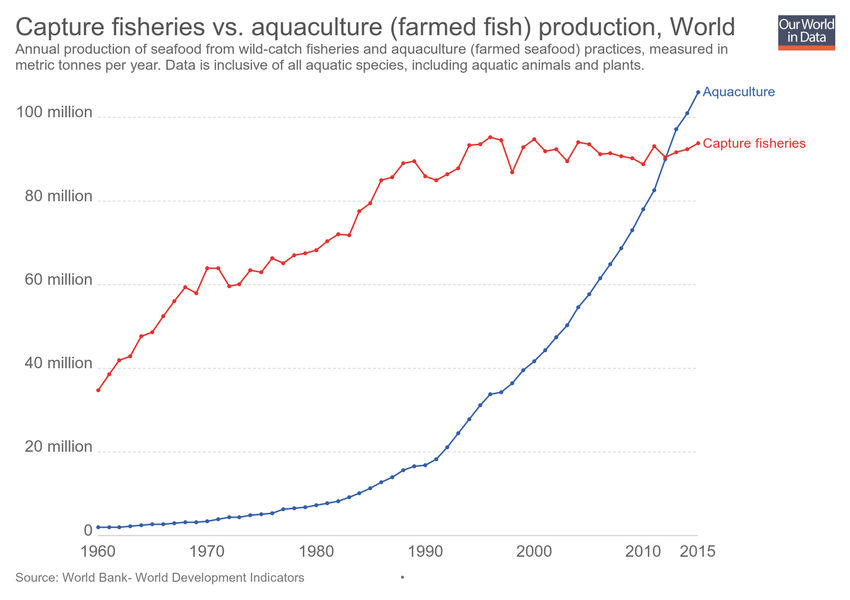 Capture fisheries vs. aquaculture (farmed fish) production, World
Our World
in Data
Annual production of seafood from wild-catch fisheries and aquaculture (farmed seafood) practices, measured in
metric tonnes per year. Data is inclusive of all aquatic species, including aquatic animals and plants.
Aquaculture
100 million
Capture fisheries
80 million
60 million
40 million
20 million
0
1960 1970 1980 1990 2000 2010 2015
Source: World Bank- World Development Indicators •